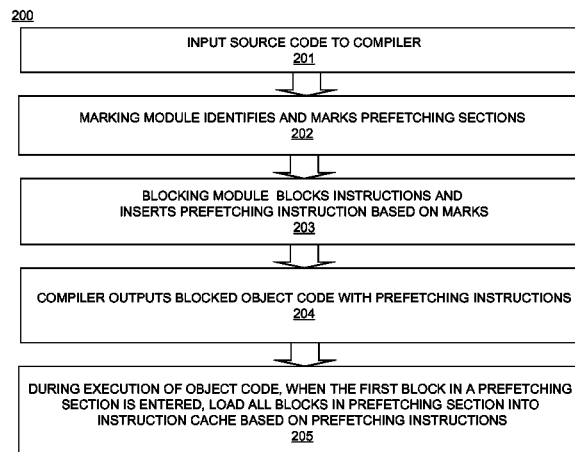 200
INPUT SOURCE CODE TO COMPILER
201
MARKING MODULE IDENTIFIES AND MARKS PREFETCHING SECTIONS
202
BLOCKING MODULE BLOCKS INSTRUCTIONS AND
INSERTS PREFETCHING INSTRUCTION BASED ON MARKS
203
COMPILER OUTPUTS BLOCKED OBJECT CODE WITH PREFETCHING INSTRUCTIONS
204
DURING EXECUTION OF OBJECT CODE, WHEN THE FIRST BLOCK IN A PREFETCHING
SECTION IS ENTERED, LOAD ALL BLOCKS IN PREFETCHING SECTION INTO
INSTRUCTION CACHE BASED ON PREFETCHING INSTRUCTIONS
205